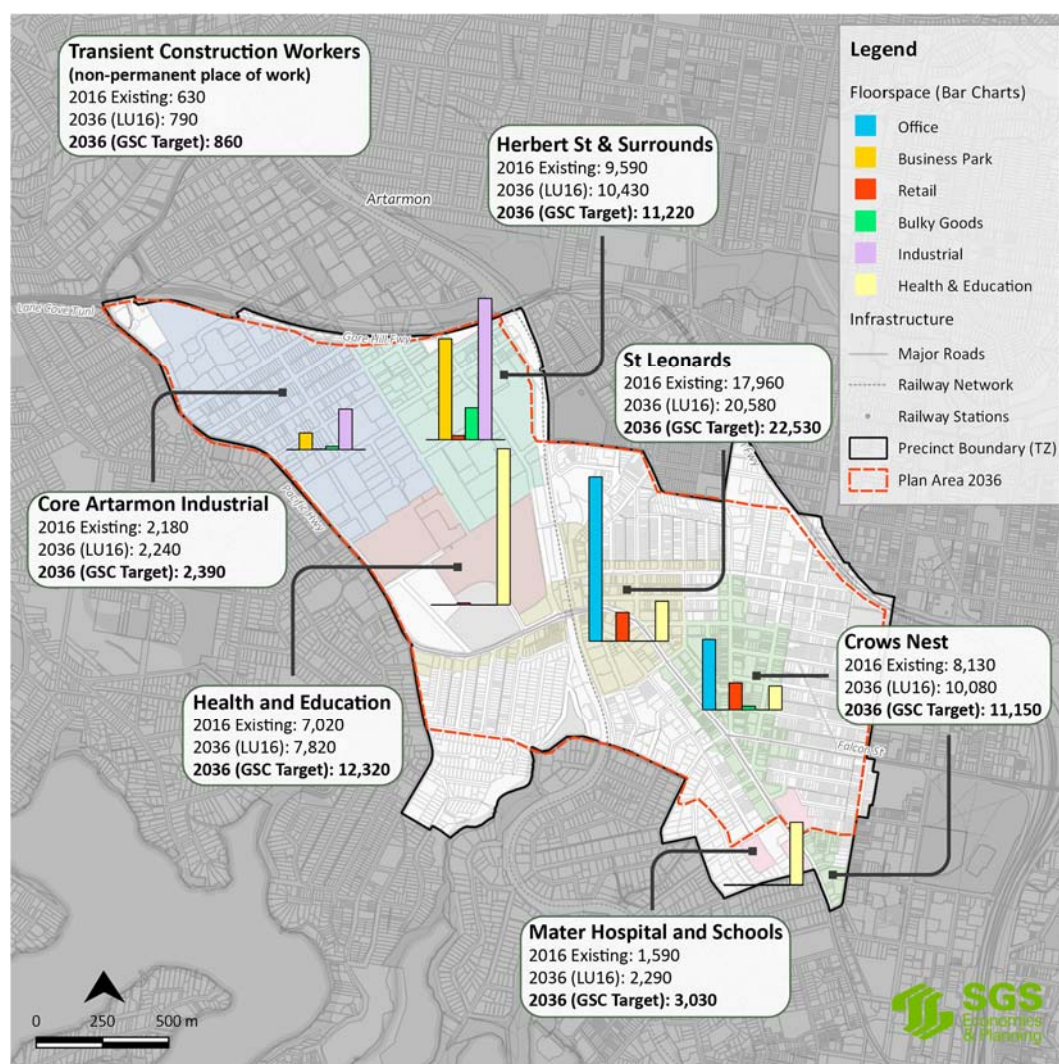 Transient Construction Workers
(non-permanent place of work)
2016 Existing: 630
2036 (LU16): 790
2036 (GSC Target): 860
Herbert St & Surrounds
2016 Existing: 9,590
2036 (LU16): 10,430
2036 (GSC Target): 11,220
Artarmon
Legend
Floorspace (Bar Charts)
Office
Business Park
Retail
Bulky Goods
Industrial
Health & Education
Infrastructure
Major Roads
Railway Network
Railway Stations
Precinct Boundary (TZ)
Plan Area 2036
Lane Cove Tunl
Gore Hill Fwy
St Leonards
2016 Existing: 17,960
2036 (LU16): 20,580
2036 (GSC Target): 22,530
Fwy
Core Artarmon Industrial
2016 Existing: 2,180
2036 (LU16): 2,240
2036 (GSC Target): 2,390
Pacific Hwy
Crows Nest
2016 Existing: 8,130
2036 (LU16): 10,080
2036 (GSC Target): 11,150
Health and Education
2016 Existing: 7,020
2036 (LU16): 7,820
2036 (GSC Target): 12,320
Falcon St
Mater Hospital and Schools
2016 Existing: 1,590
2036 (LU16): 2,290
2036 (GSC Target): 3,030
0 250 500 m
SGS
Economics
& Planning